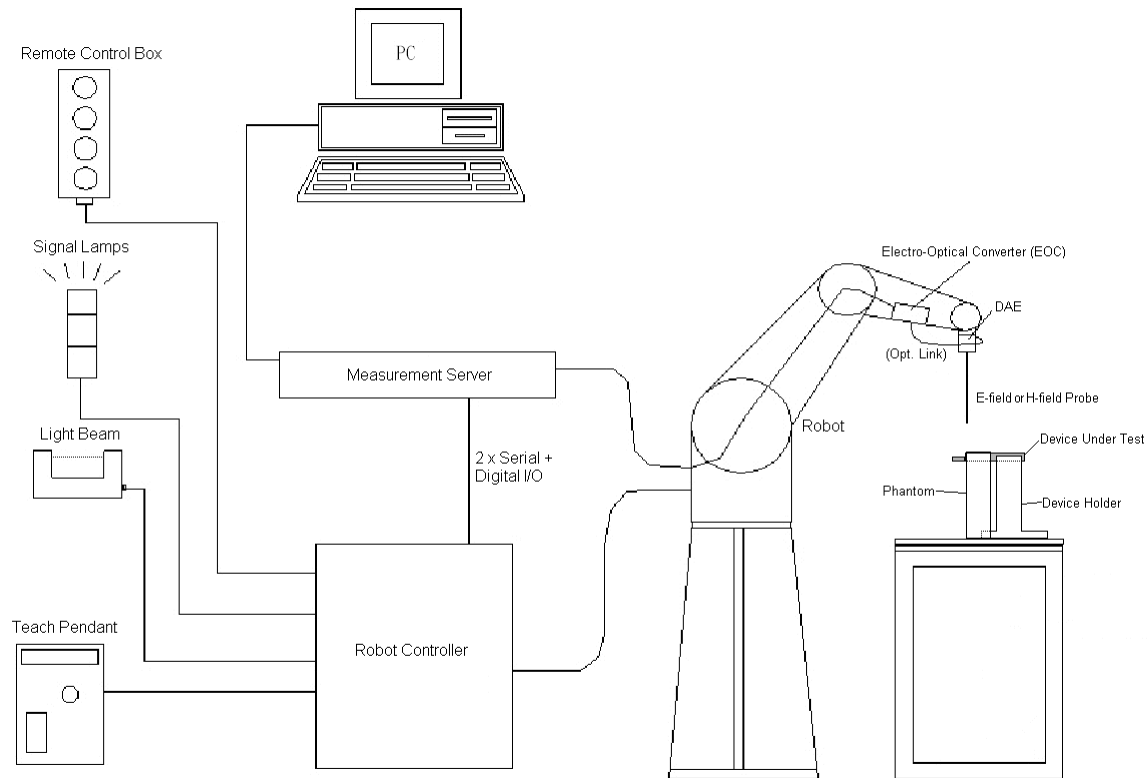 Remote Control Box
PC
Signal Lamps
Electro-Optical Converter (EOC)
DAE
(Opt. Link)
Measurement Server
E-field or H-field Probe
Robot
Light Beam
2 x Serial +
Digital I/O
Device Under Test
Phantom
Device Holder
Teach Pendant
Robot Controller